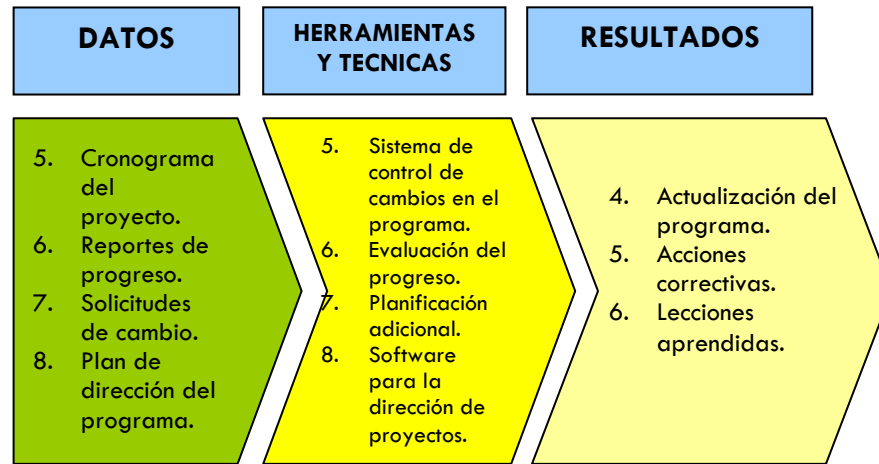 DATOS
HERRAMIENTAS
Y TECNICAS
RESULTADOS
5. Cronograma
del
proyecto.
6. Reportes de
progreso.
7. Solicitudes
de cambio.
8. Plan de
dirección del
programa.
5. Sistema de
control de
cambios en el
programa.
6. Evaluación del
progreso.
7. Planificación
adicional.
8. Software
para la
dirección de
proyectos.
4. Actualización del
programa.
5. Acciones
correctivas.
6. Lecciones
aprendidas.